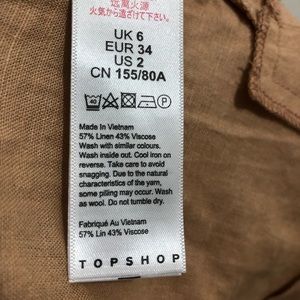 远离火源
火気から遠ざけて下さい。
UK 6
EUR 34
US 2
CN 155/80A
40
P
Made In Vietnam
57% Linen 43% Viscose
Wash with similar colours.
Wash inside out. Cool iron on
reverse. Take care to avoid
snagging. Due to the natural
characteristics of the yarn,
some pilling may occur. Wash
as wool. Do not tumble dry.
Fabriqué Au Vietnam
57% Lin 43% Viscose
TOPSHOP